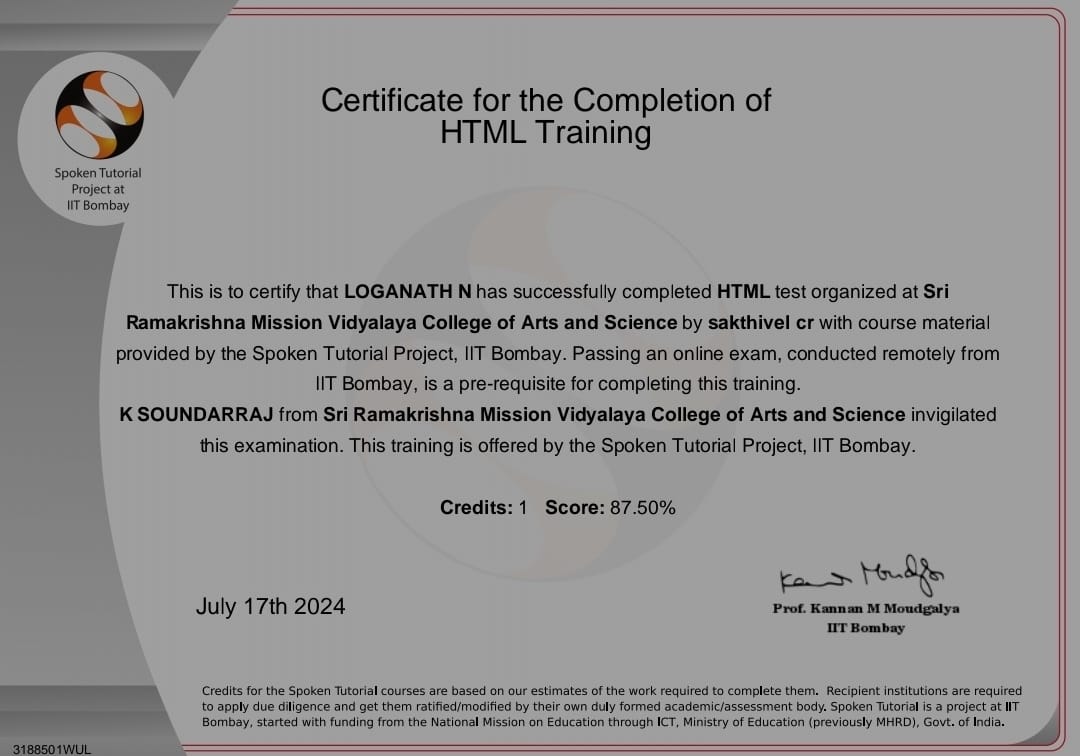 Certificate for the Completion of
HTML Training
Spoken Tutorial
Project at
IIT Bombay
This is to certify that LOGANATH N has successfully completed HTML test organized at Sri
Ramakrishna Mission Vidyalaya College of Arts and Science by sakthivel cr with course material
provided by the Spoken Tutorial Project, IIT Bombay. Passing an online exam, conducted remotely from
IIT Bombay, is a pre-requisite for completing this training.
K SOUNDARRAJ from Sri Ramakrishna Mission Vidyalaya College of Arts and Science invigilated
this examination. This training is offered by the Spoken Tutorial Project, IIT Bombay.
Credits: 1 Score: 87.50%
July 17th 2024
Kannan Moudgalya
Prof. Kannan M Moudgalya
IIT Bombay
Credits for the Spoken Tutorial courses are based on our estimates of the work required to complete them. Recipient institutions are required
to apply due diligence and get them ratified/modified by their own duly formed academic/assessment body. Spoken Tutorial is a project at IIT
Bombay, started with funding from the National Mission on Education through ICT, Ministry of Education (previously MHRD), Govt. of India.
3188501WUL